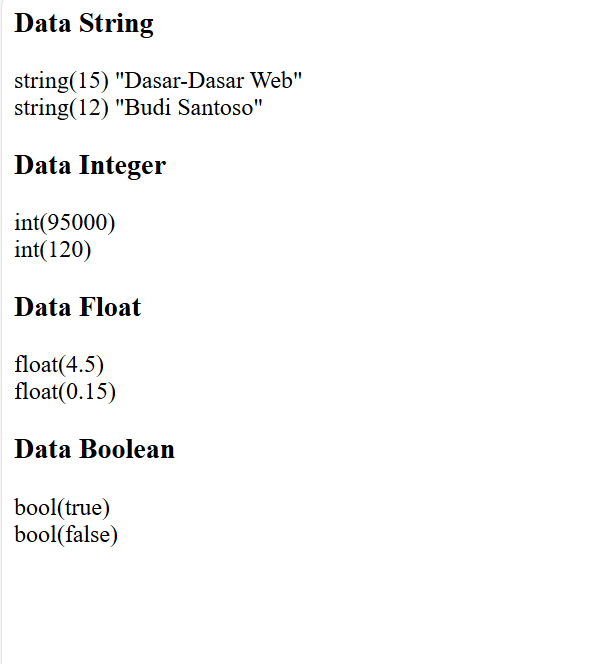 Data String
string(15) "Dasar-Dasar Web"
string(12) "Budi Santoso"
Data Integer
int(95000)
int(120)
Data Float
float(4.5)
float(0.15)
Data Boolean
bool(true)
bool(false)